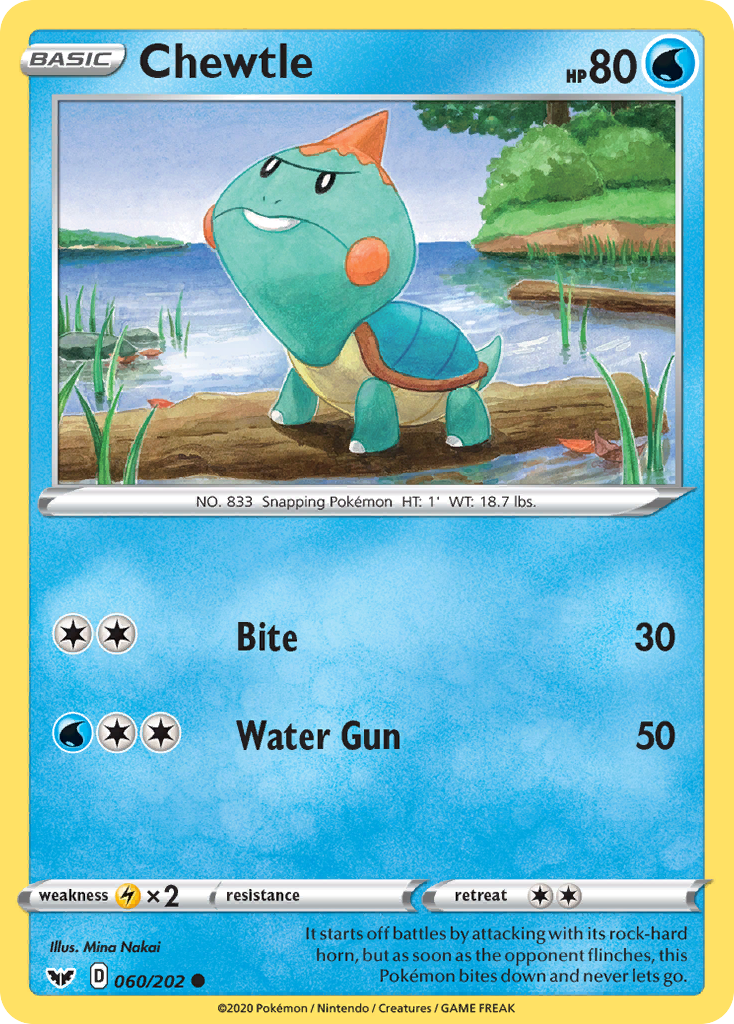 BASIC Chewtle HP 80
NO. 833 Snapping Pokémon HT: 1' WT: 18.7 lbs.
Bite 30
Water Gun 50
weakness ×2 resistance retreat
Illus. Mina Nakai
It starts off battles by attacking with its rock-hard
horn, but as soon as the opponent flinches, this
Pokémon bites down and never lets go.
D 060/202
©2020 Pokémon / Nintendo / Creatures / GAME FREAK